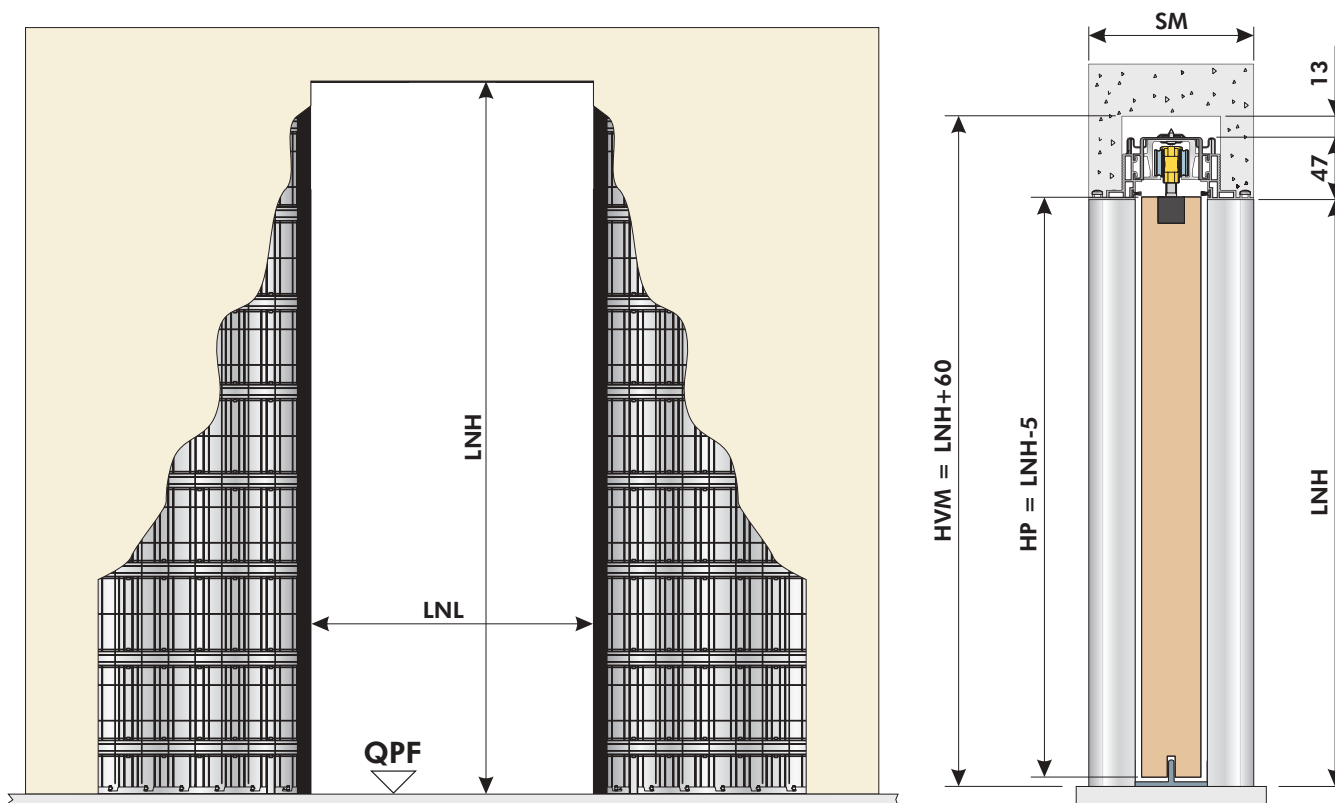 LNH
LNL
QPF
SM
13
47
HVM = LNH+60
HP = LNH-5
LNH